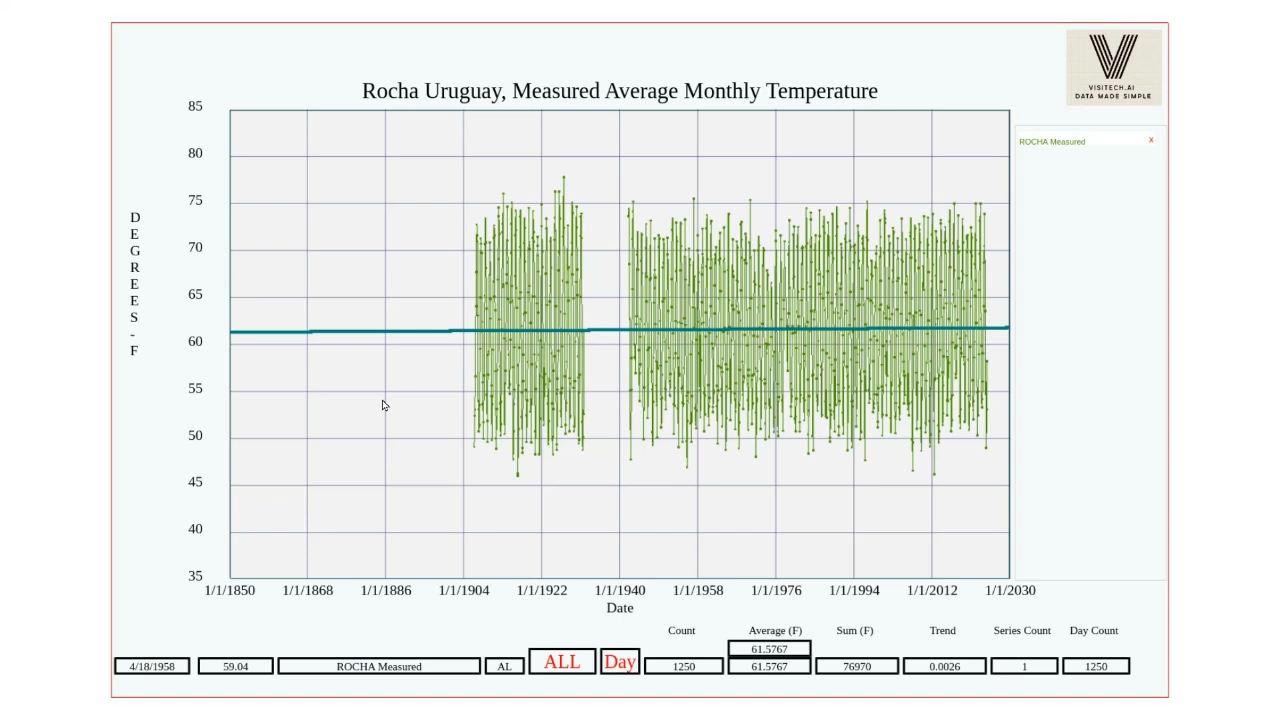 VISITECH.AI
DATA MADE SIMPLE
Rocha Uruguay, Measured Average Monthly Temperature
ROCHA Measured X
85
80
75
70
65
60
55
50
45
40
35
DEGREES-F
1/1/1850 1/1/1868 1/1/1886 1/1/1904 1/1/1922 1/1/1940 1/1/1958 1/1/1976 1/1/1994 1/1/2012 1/1/2030
Date
Count Average (F) Sum (F) Trend Series Count Day Count
61.5767
4/18/1958 59.04 ROCHA Measured AL ALL Day 1250 61.5767 76970 0.0026 1 1250